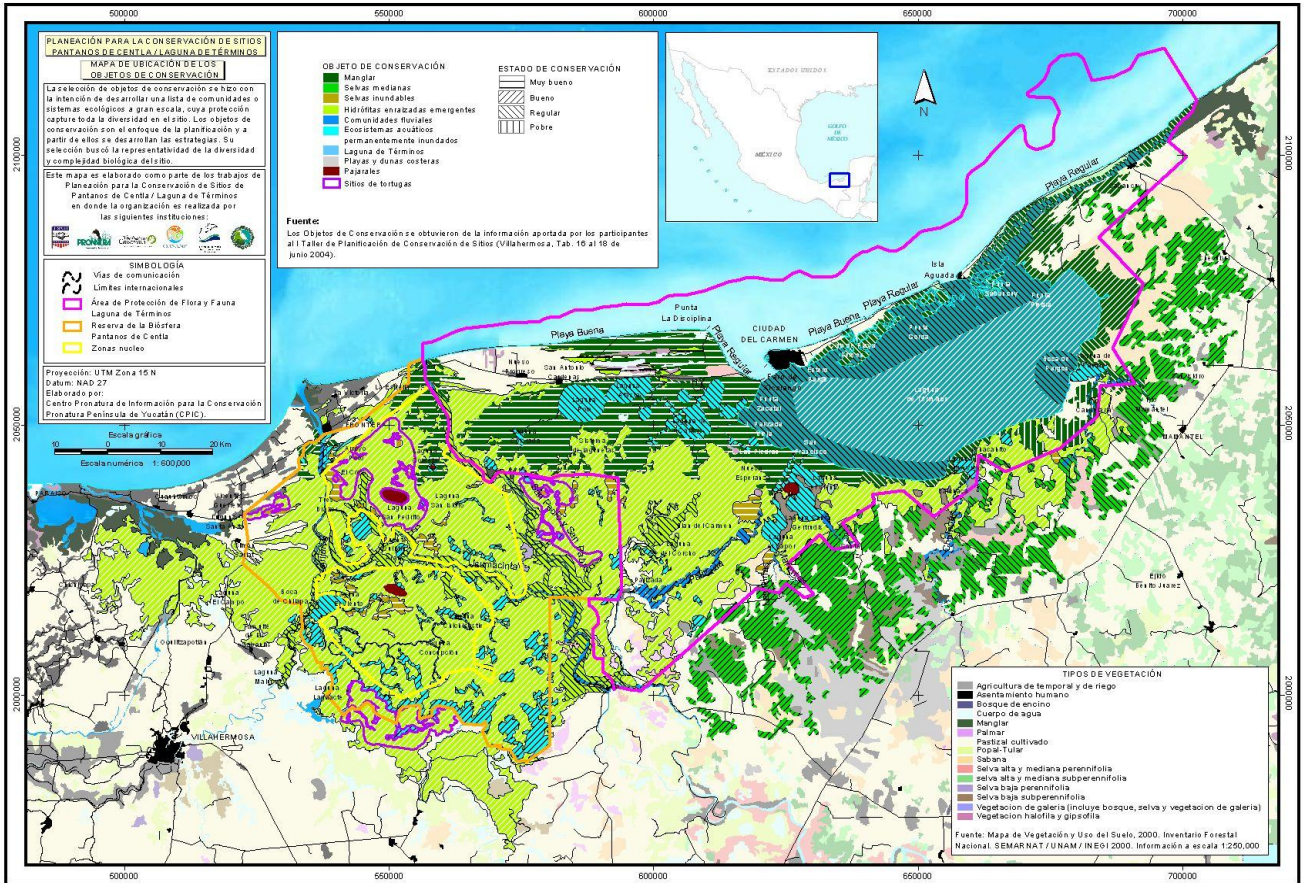 500000 550000 600000 650000 700000
PLANEACIÓN PARA LA CONSERVACIÓN DE SITIOS
PANTANOS DE CENTLA / LAGUNA DE TÉRMINOS
MAPA DE UBICACIÓN DE LOS
OBJETOS DE CONSERVACIÓN
La selección de objetos de conservación se hizo con
la intención de desarrollar una lista de comunidades o
sistemas ecológicos a gran escala, cuya protección
capture toda la diversidad en el sitio. Los objetos de
conservación son el enfoque de la planificación y a
partir de ellos se desarrollan las estrategias. Su
selección buscó la representatividad de la diversidad
y complejidad biológica del sitio.
Este mapa es elaborado como parte de los trabajos de
Planeación para la Conservación de Sitios de
Pantanos de Centla / Laguna de Términos
en donde la organización es realizada por
las siguientes instituciones:
SIMBOLOGÍA
Vías de comunicación
Límites internacionales
Área de Protección de Flora y Fauna
Laguna de Términos
Reserva de la Biósfera
Pantanos de Centla
Zonas nucleo
Proyección: UTM Zona 15 N
Datum: NAD 27
Elaborado por:
Centro Pronatura de Información para la Conservación
Pronatura Península de Yucatán (CPIC).
Escala gráfica
10 0 10 20 Km
Escala numérica 1: 600,000
OBJETO DE CONSERVACIÓN
Manglar
Selvas medianas
Selvas inundables
Hidrófitas enraizadas emergentes
Comunidades fluviales
Ecosistemas acuáticos
permanentemente inundados
Laguna de Términos
Playas y dunas costeras
Pajarales
Sitios de tortugas
ESTADO DE CONSERVACIÓN
Muy bueno
Bueno
Regular
Pobre
Fuente:
Los Objetos de Conservación se obtuvieron de la información aportada por los participantes
al I Taller de Planificación de Conservación de Sitios (Villahermosa, Tab. 16 al 18 de
junio 2004).
ESTADOS UNIDOS
GOLFO
DE
MÉXICO
MÉXICO
N
2100000
2100000
Playa Regular
Isla
Aguada
Playa Regular
Punta
La Disciplina
CIUDAD
DEL CARMEN
Playa Buena
Playa Buena
Playa Regular
San Antonio
Cárdenas
2050000
2050000
MAMANTEL
Ejido
Benito Juárez
2000000
2000000
VILLAHERMOSA
TIPOS DE VEGETACIÓN
Agricultura de temporal y de riego
Asentamiento humano
Bosque de encino
Cuerpo de agua
Manglar
Palmar
Pastizal cultivado
Popal-Tular
Sabana
Selva alta y mediana perennifolia
selva alta y mediana subperennifolia
Selva baja perennifolia
Selva baja subperennifolia
Vegetacion de galeria (incluye bosque, selva y vegetacion de galeria)
Vegetacion halofila y gipsofila
Fuente: Mapa de Vegetación y Uso del Suelo, 2000. Inventario Forestal
Nacional. SEMARNAT / UNAM / INEGI 2000. Información a escala 1:250,000
500000 550000 600000 650000 700000